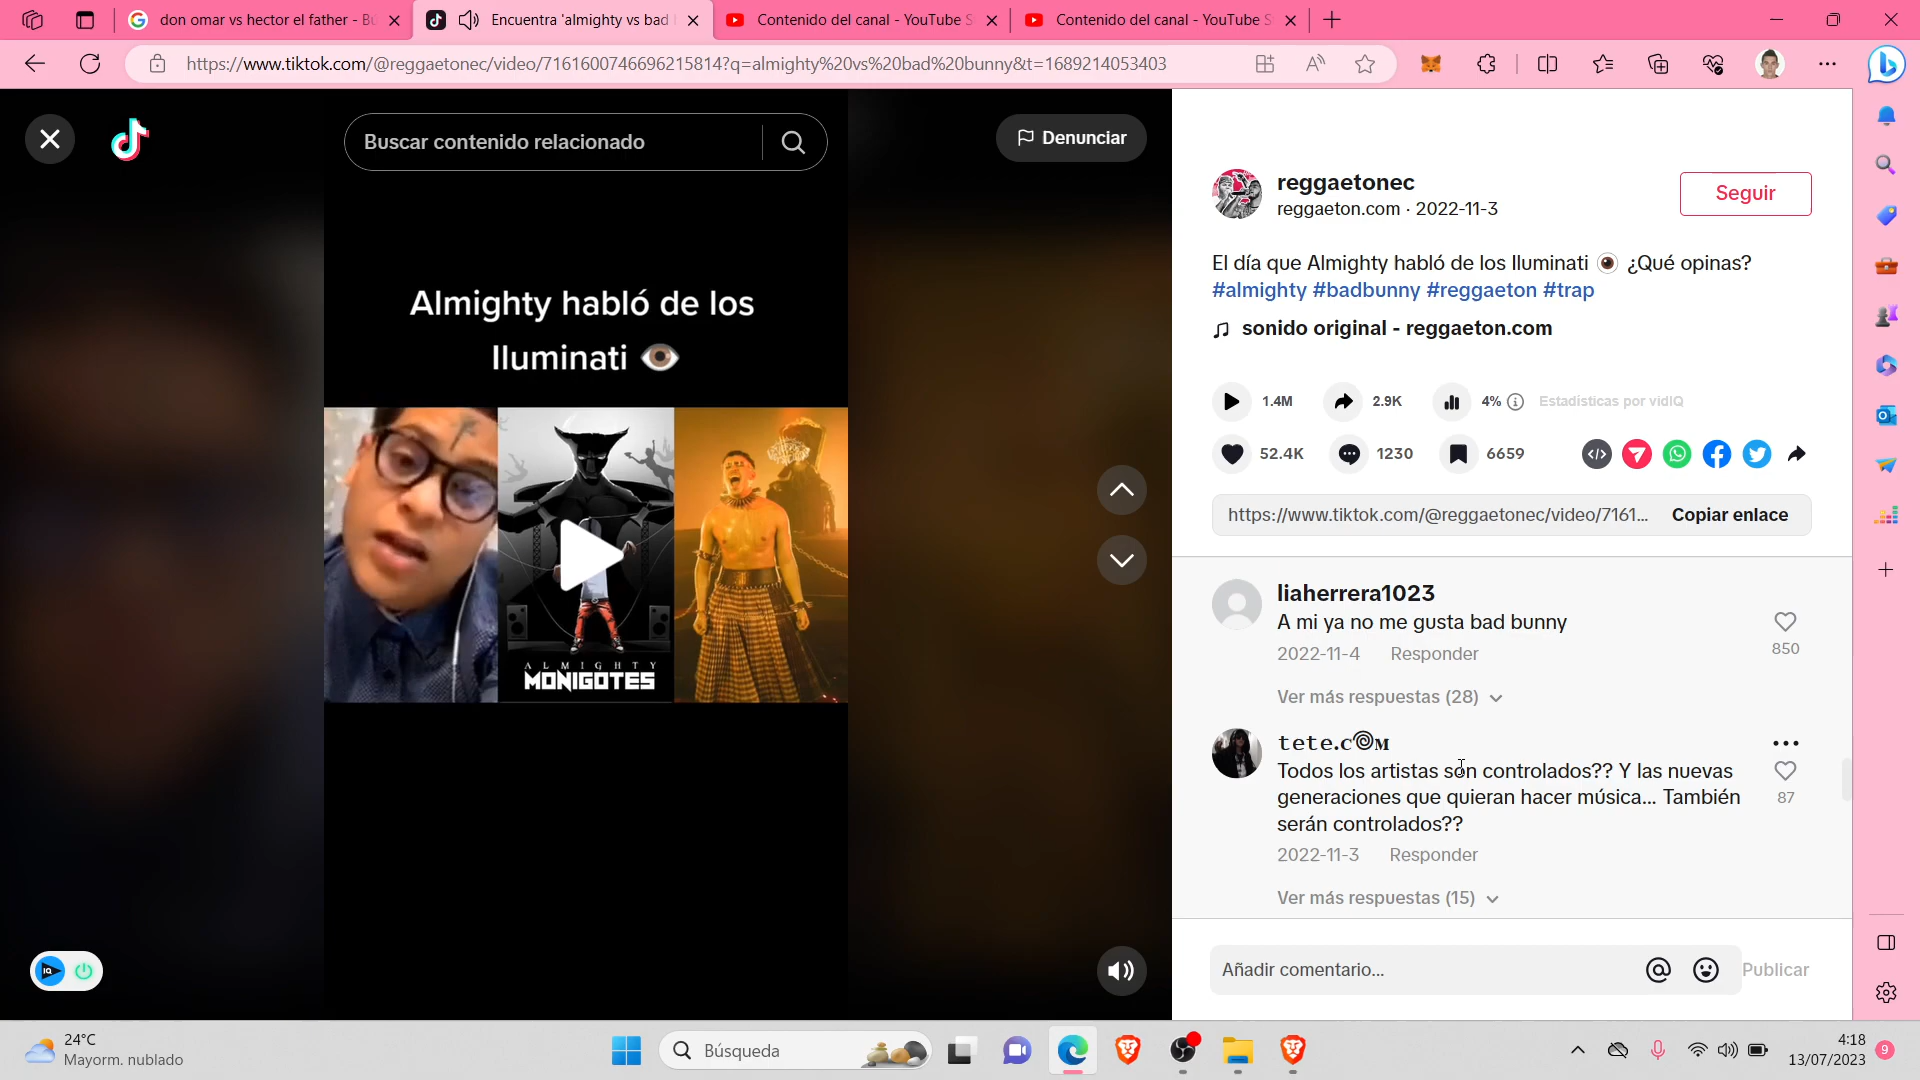 don omar vs hector el father - Bu
Encuentra 'almighty vs bad
Contenido del canal - YouTube S
Contenido del canal - YouTube S
https://www.tiktok.com/@reggaetonec/video/7161600746696215814?q=almighty%20vs%20bad%20bunny&t=1689214053403
Buscar contenido relacionado
Denunciar
Almighty habló de los
Iluminati 👁️
ALMIGHTY
MONIGOTES
reggaetonec
reggaeton.com · 2022-11-3
Seguir
El día que Almighty habló de los Iluminati 👁️ ¿Qué opinas?
#almighty #badbunny #reggaeton #trap
sonido original - reggaeton.com
1.4M 2.9K 4% Estadísticas por vidIQ
52.4K 1230 6659
https://www.tiktok.com/@reggaetonec/video/7161... Copiar enlace
liaherrera1023
A mi ya no me gusta bad bunny
850
2022-11-4 Responder
Ver más respuestas (28)
tete.c🍥ᴍ
Todos los artistas son controlados?? Y las nuevas
generaciones que quieran hacer música... También
serán controlados??
87
2022-11-3 Responder
Ver más respuestas (15)
Añadir comentario...
Publicar
IQ
24°C
Mayorm. nublado
Búsqueda
4:18
13/07/2023
9